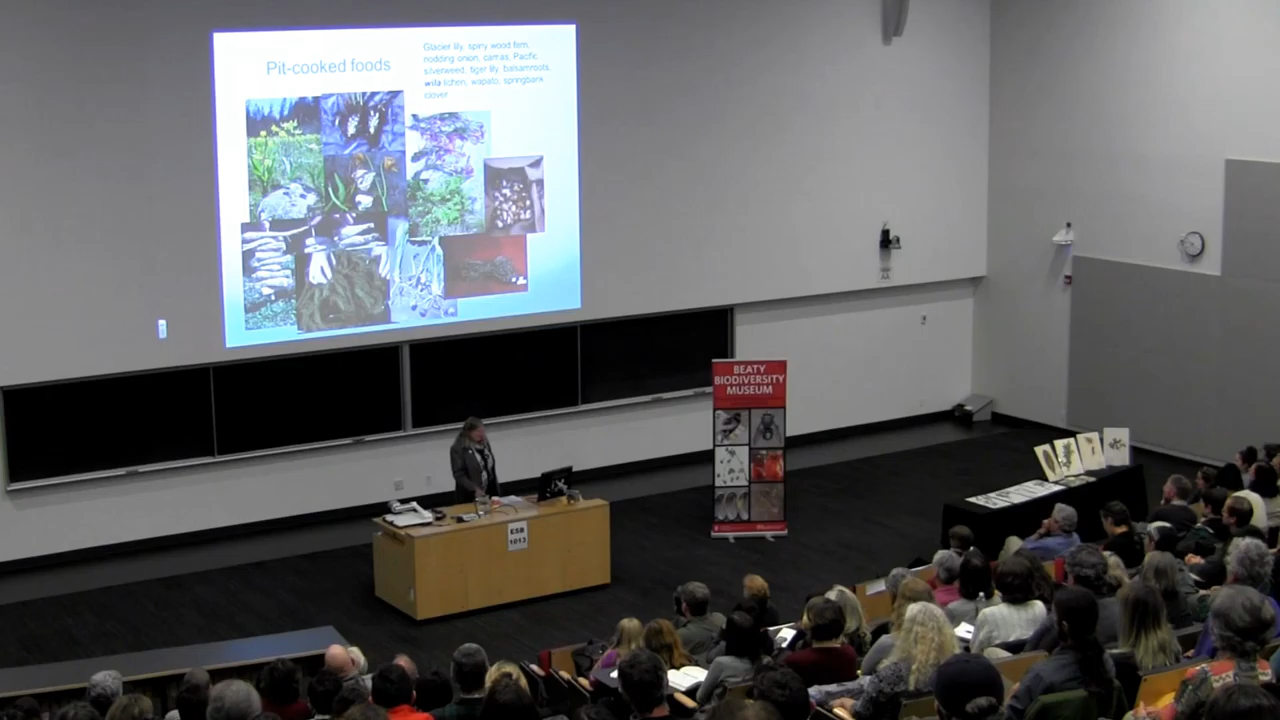 Pit-cooked foods
Glacier lily, spiny wood fern,
nodding onion, camas, Pacific
silverweed, tiger lily, balsamroots,
wila lichen, wapato, springbank
clover
BEATY
BIODIVERSITY
MUSEUM
ESB
1013